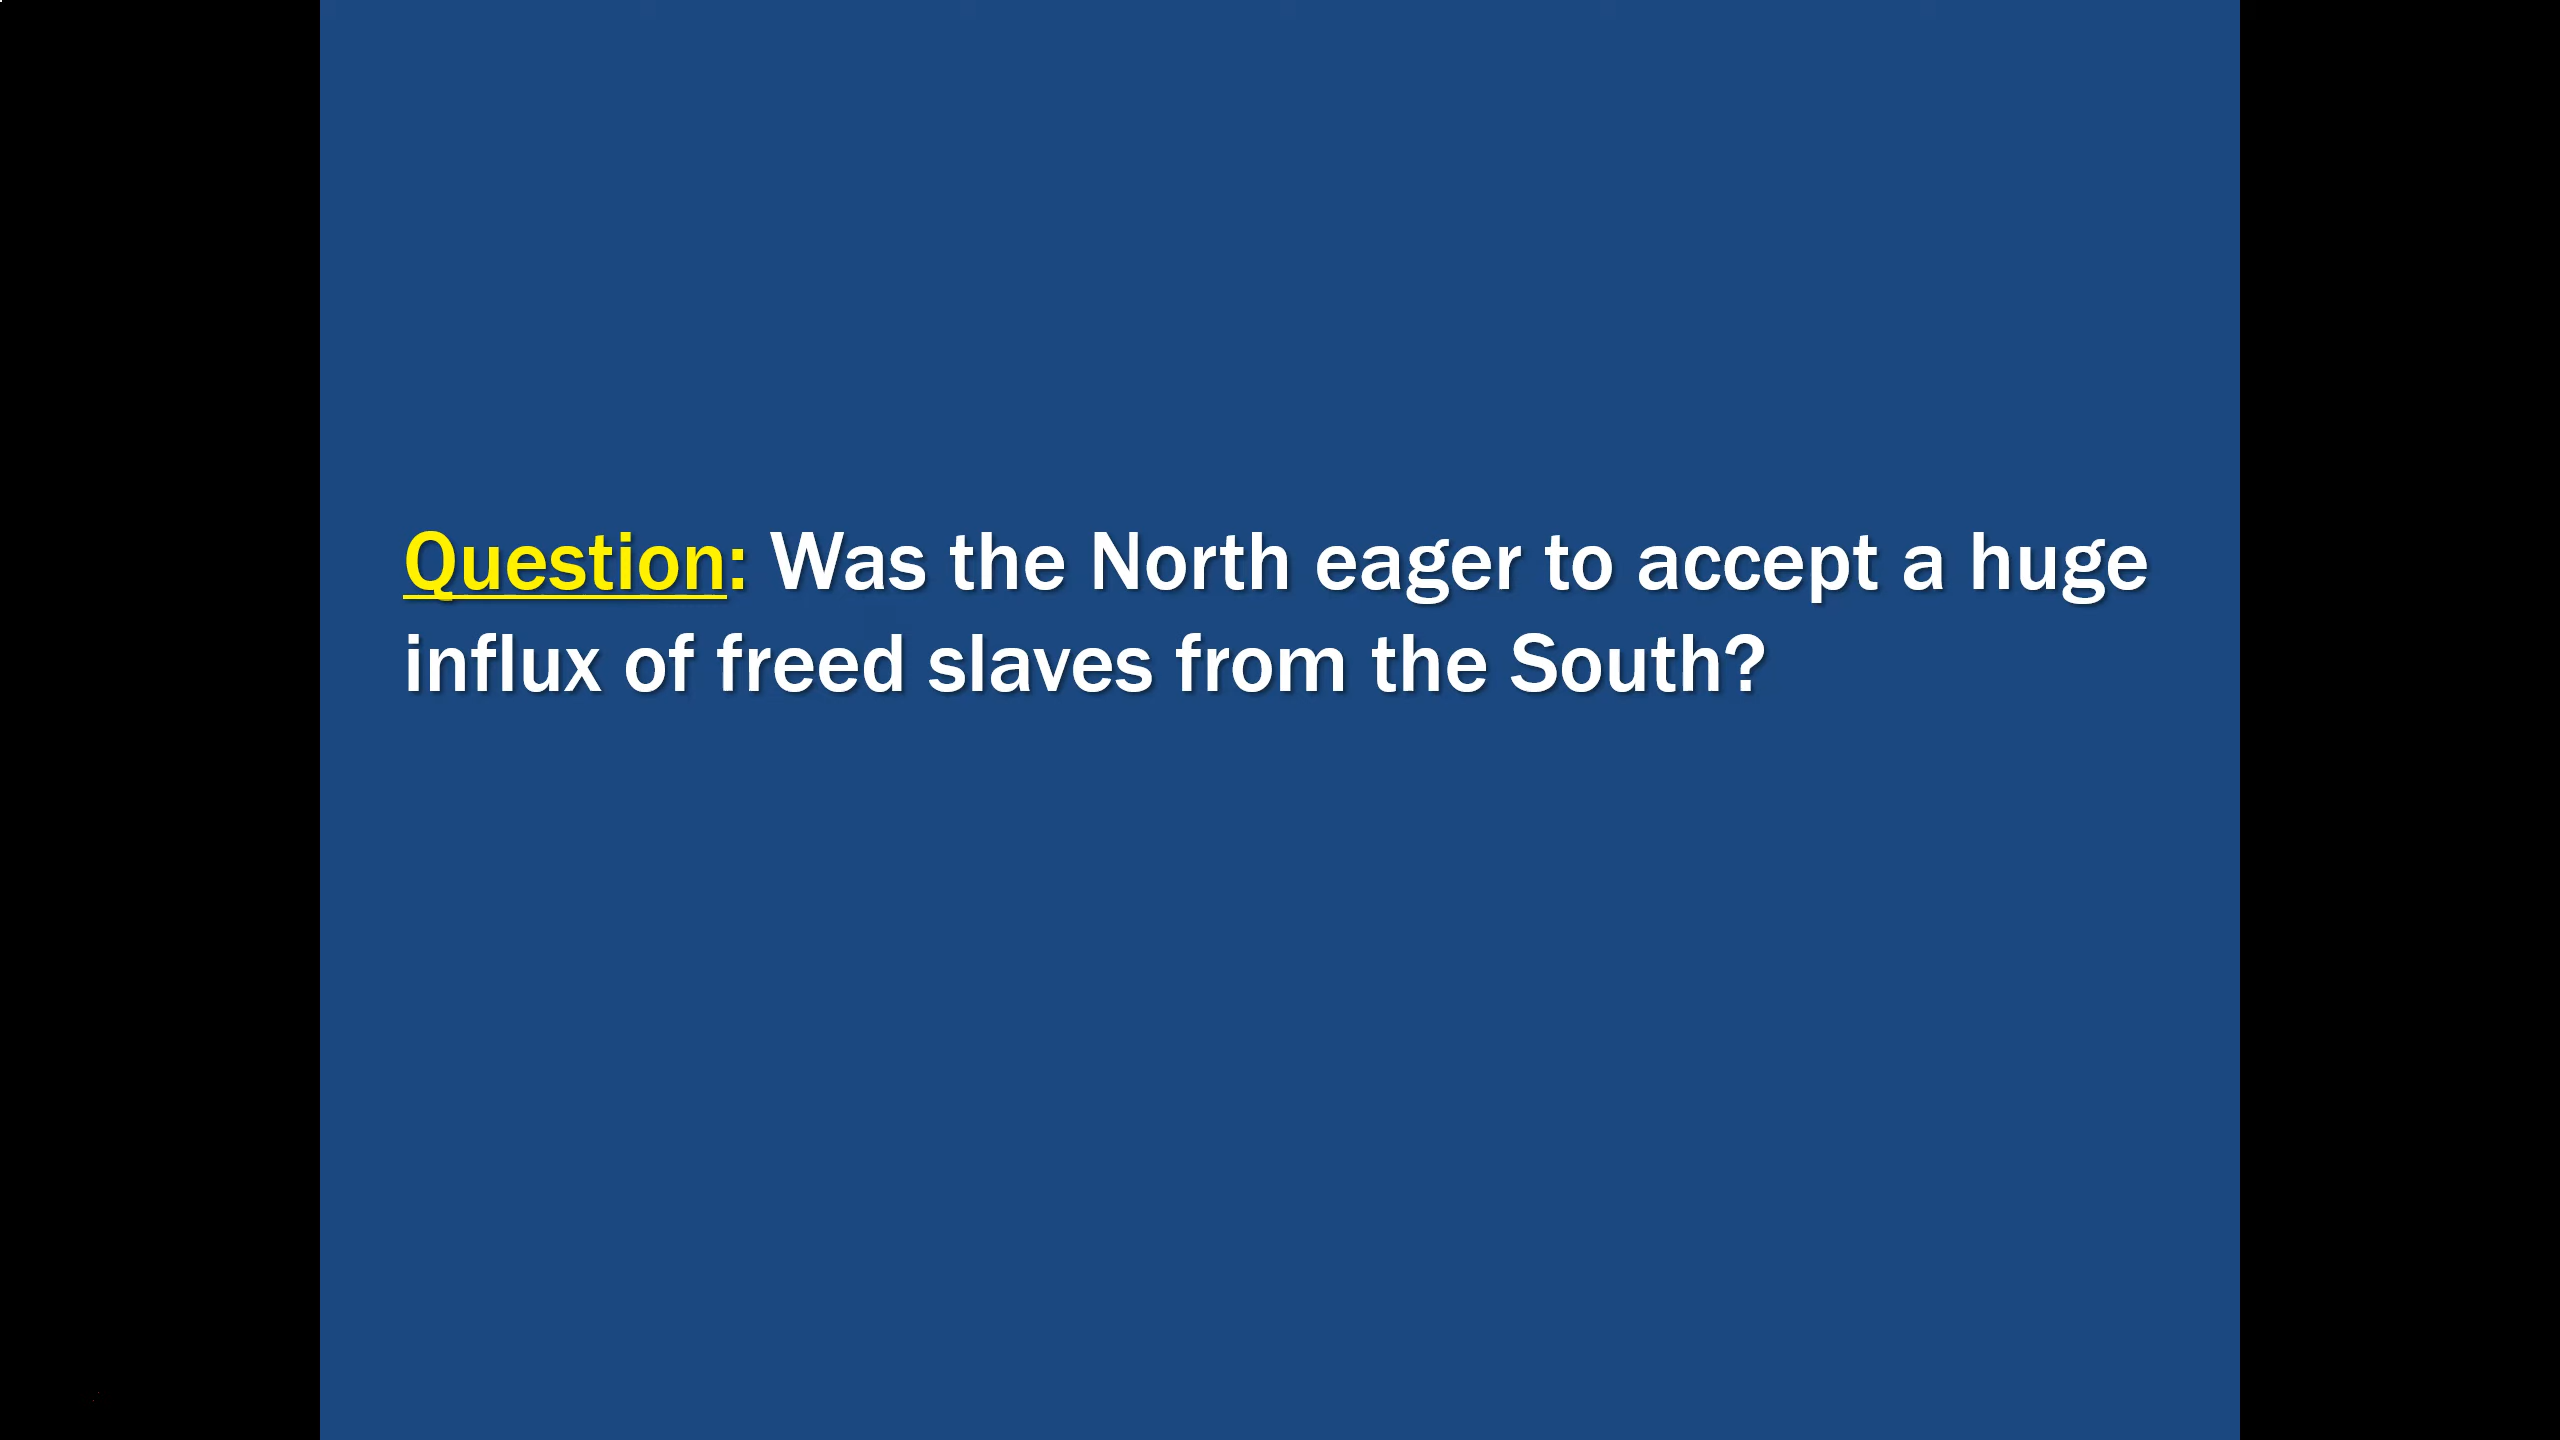 Question: Was the North eager to accept a huge
influx of freed slaves from the South?